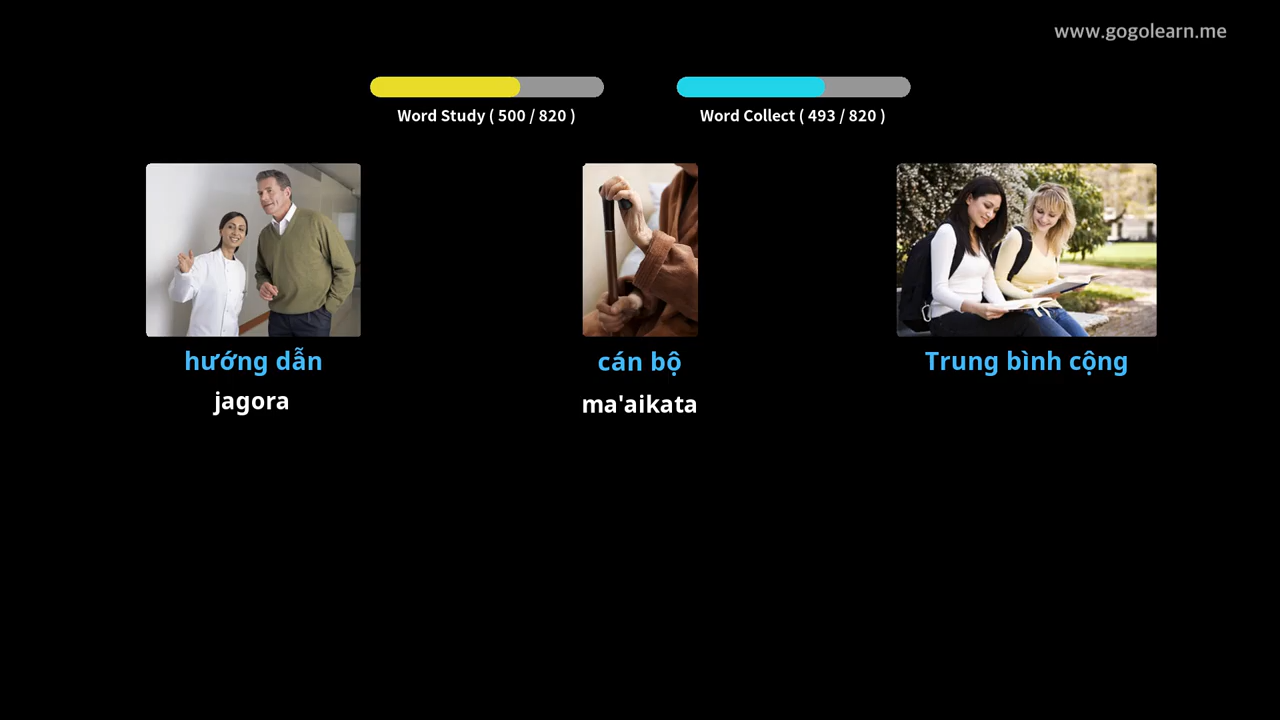 www.gogolearn.me
Word Study ( 500 / 820 )
Word Collect ( 493 / 820 )
hướng dẫn
jagora
cán bộ
ma'aikata
Trung bình cộng